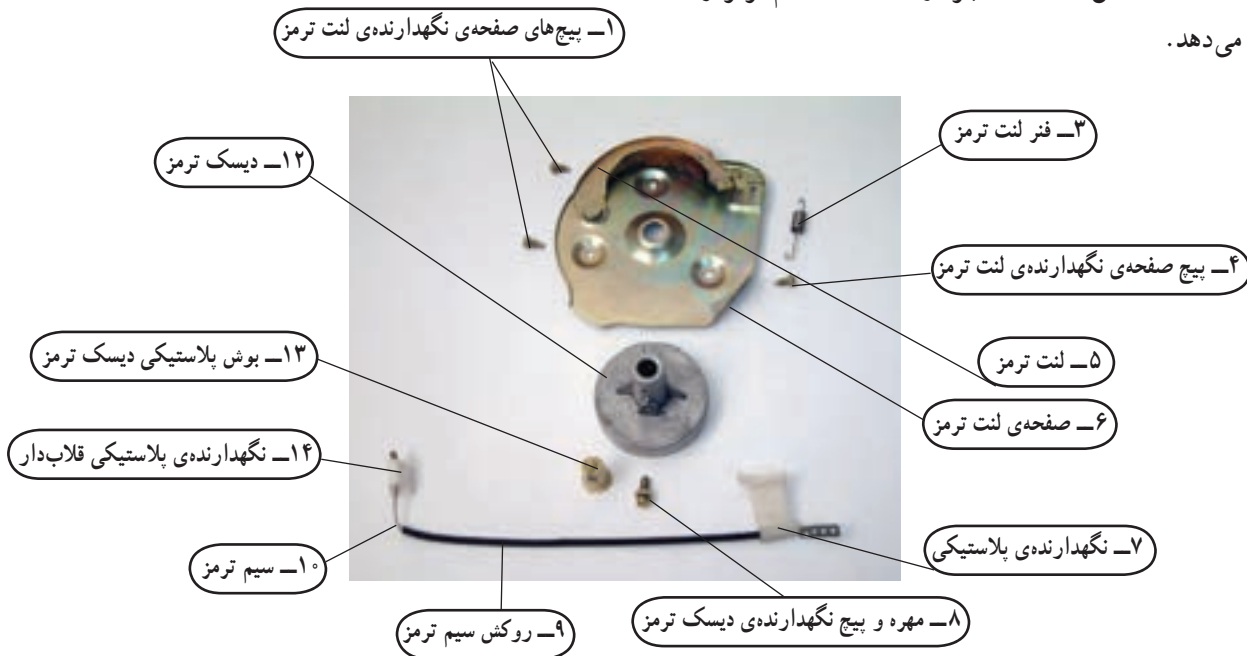 می‌دهد.
۱ــ پیچ‌های صفحه‌ی نگهدارنده‌ی لنت ترمز
۳ــ فنر لنت ترمز
۱۲ــ دیسک ترمز
۴ــ پیچ صفحه‌ی نگهدارنده‌ی لنت ترمز
۱۳ــ بوش پلاستیکی دیسک ترمز
۵ــ لنت ترمز
۶ــ صفحه‌ی لنت ترمز
۱۴ــ نگهدارنده‌ی پلاستیکی قلاب‌دار
۷ــ نگهدارنده‌ی پلاستیکی
۱۰ــ سیم ترمز
۸ــ مهره و پیچ نگهدارنده‌ی دیسک ترمز
۹ــ روکش سیم ترمز